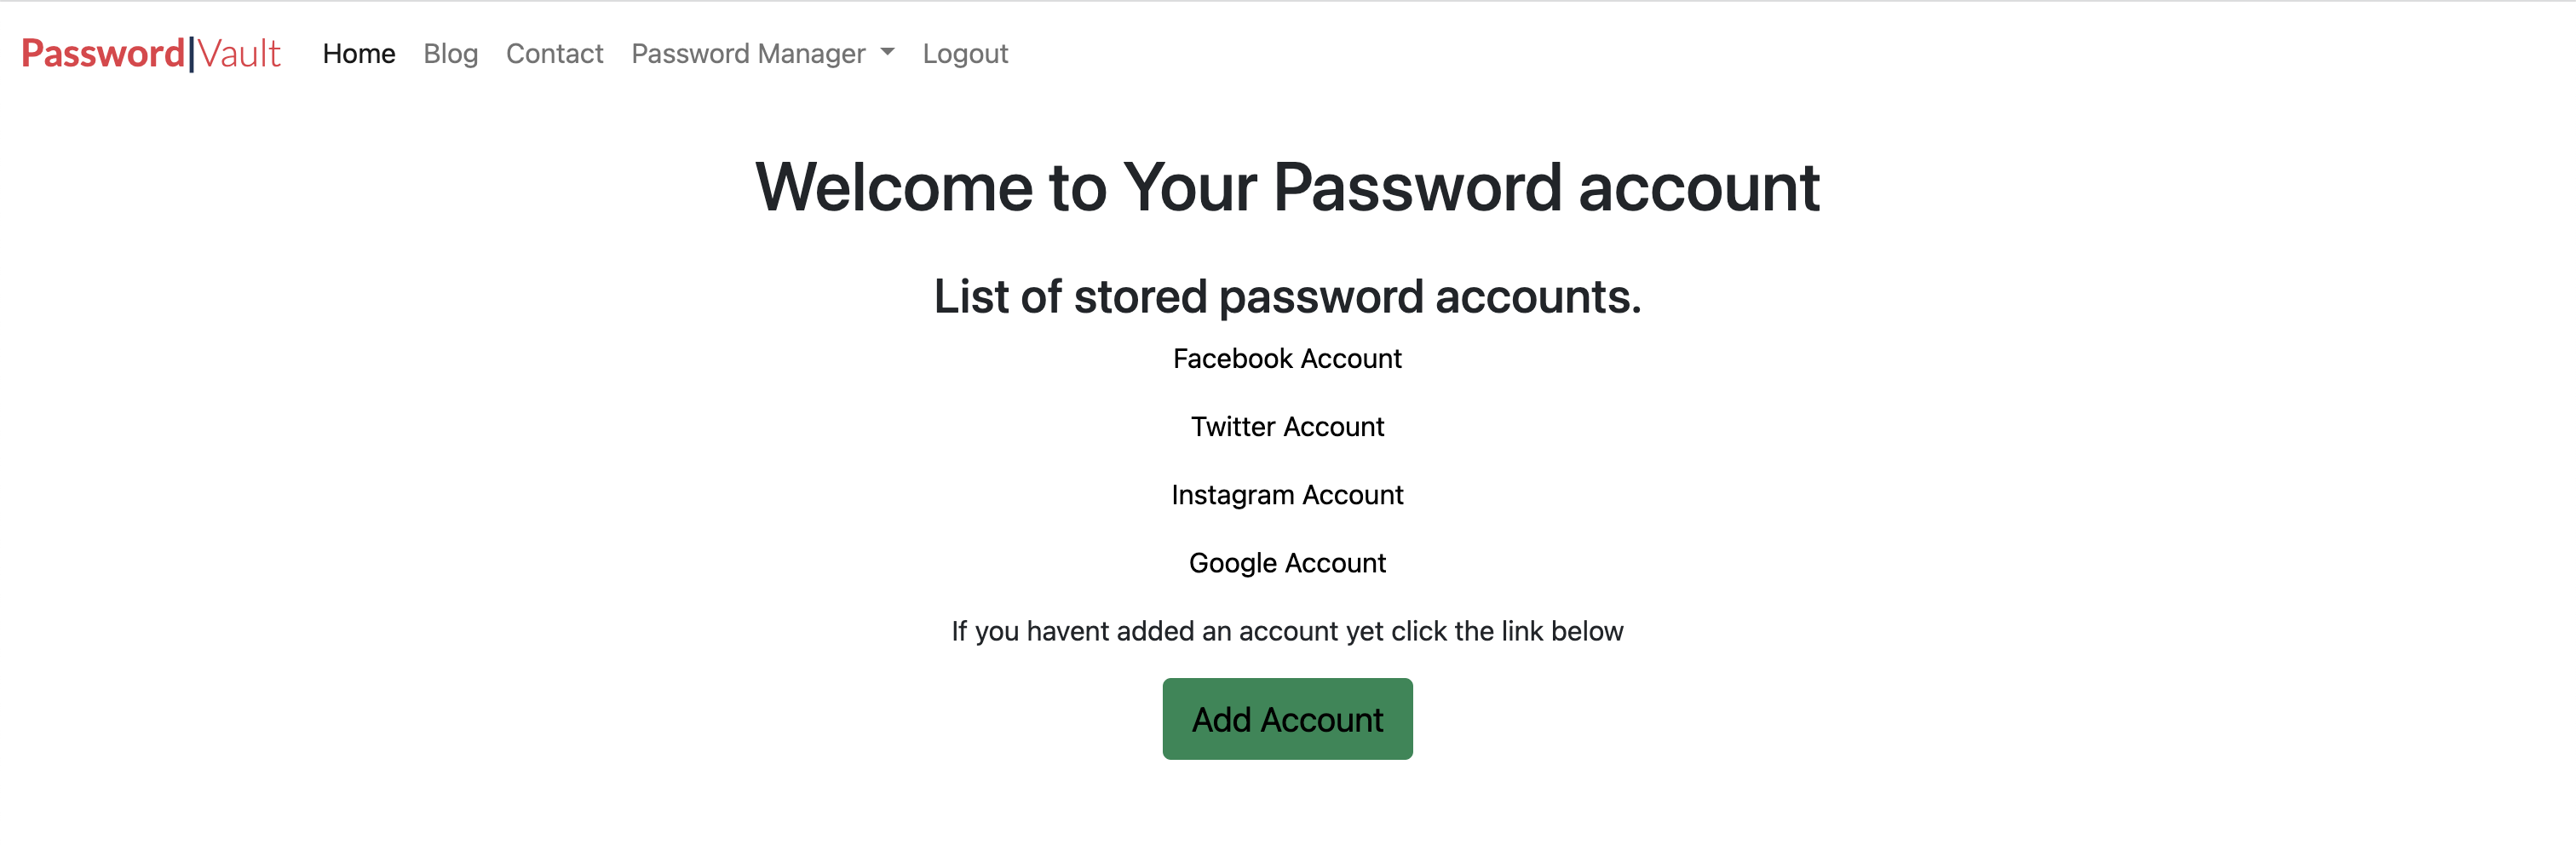 Password|Vault Home Blog Contact Password Manager Logout
Welcome to Your Password account
List of stored password accounts.
Facebook Account
Twitter Account
Instagram Account
Google Account
If you havent added an account yet click the link below
Add Account